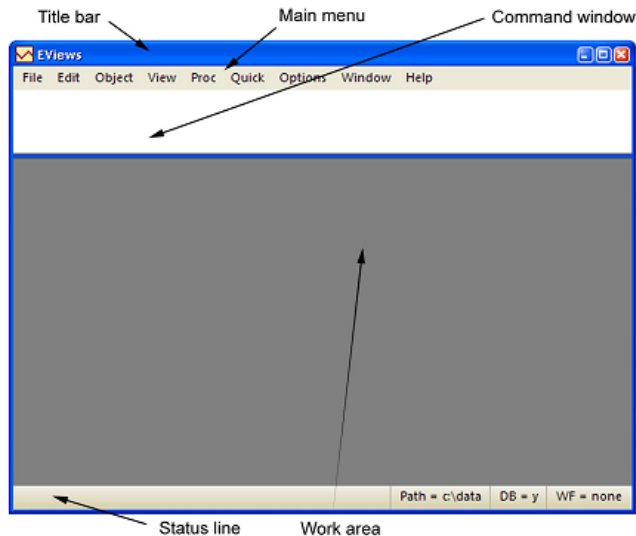 Title bar Main menu Command window
EViews
File Edit Object View Proc Quick Options Window Help
Path = c:\data DB = y WF = none
Status line Work area